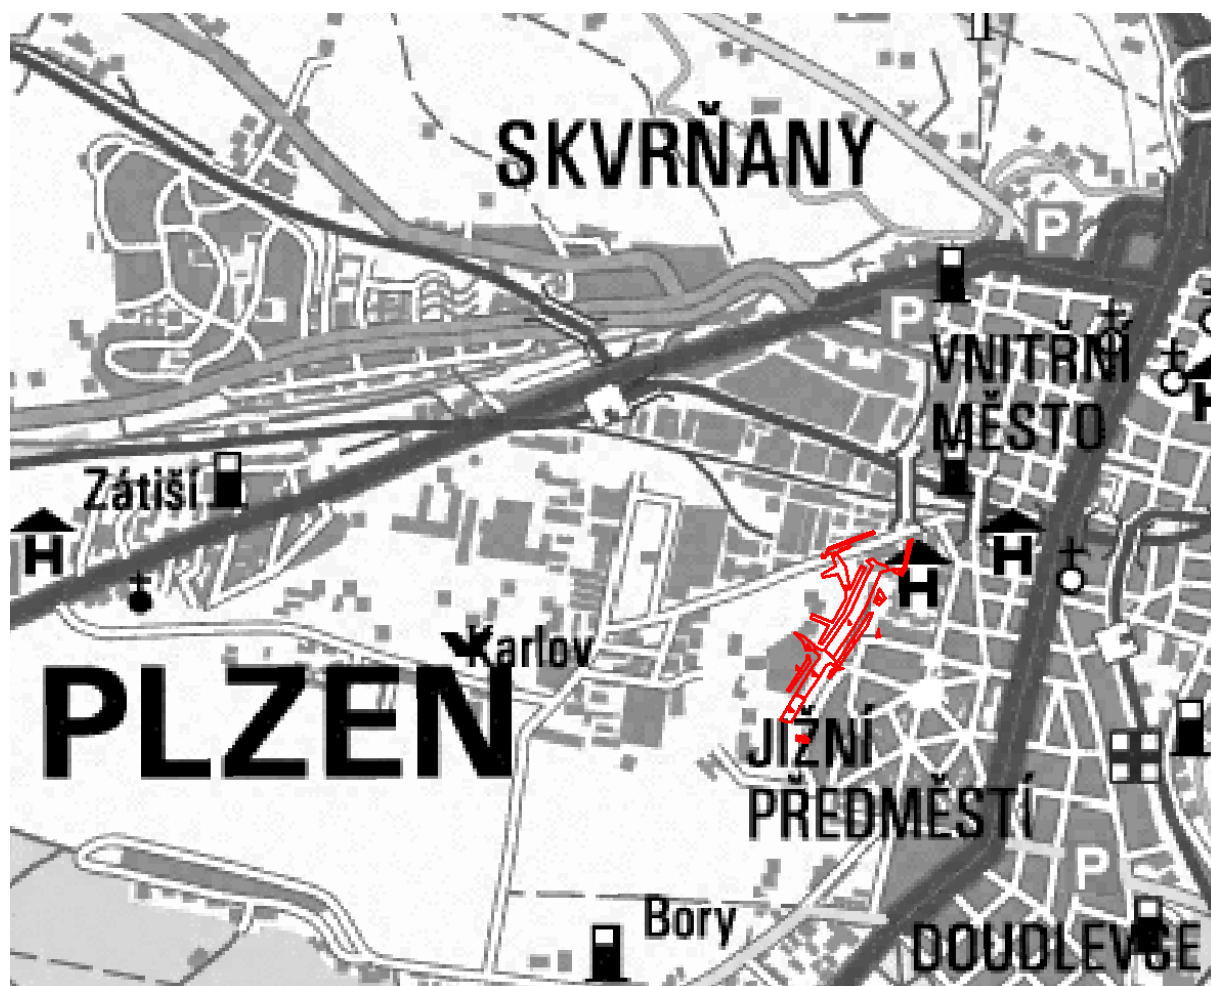 SKVRŇANY
P
P
VNITŘNÍ
MĚSTO
H
Zátiší
H
H
H
Karlov
PLZEŇ
JIŽNÍ
PŘEDMĚSTÍ
P
Bory
DOUDLEVCE